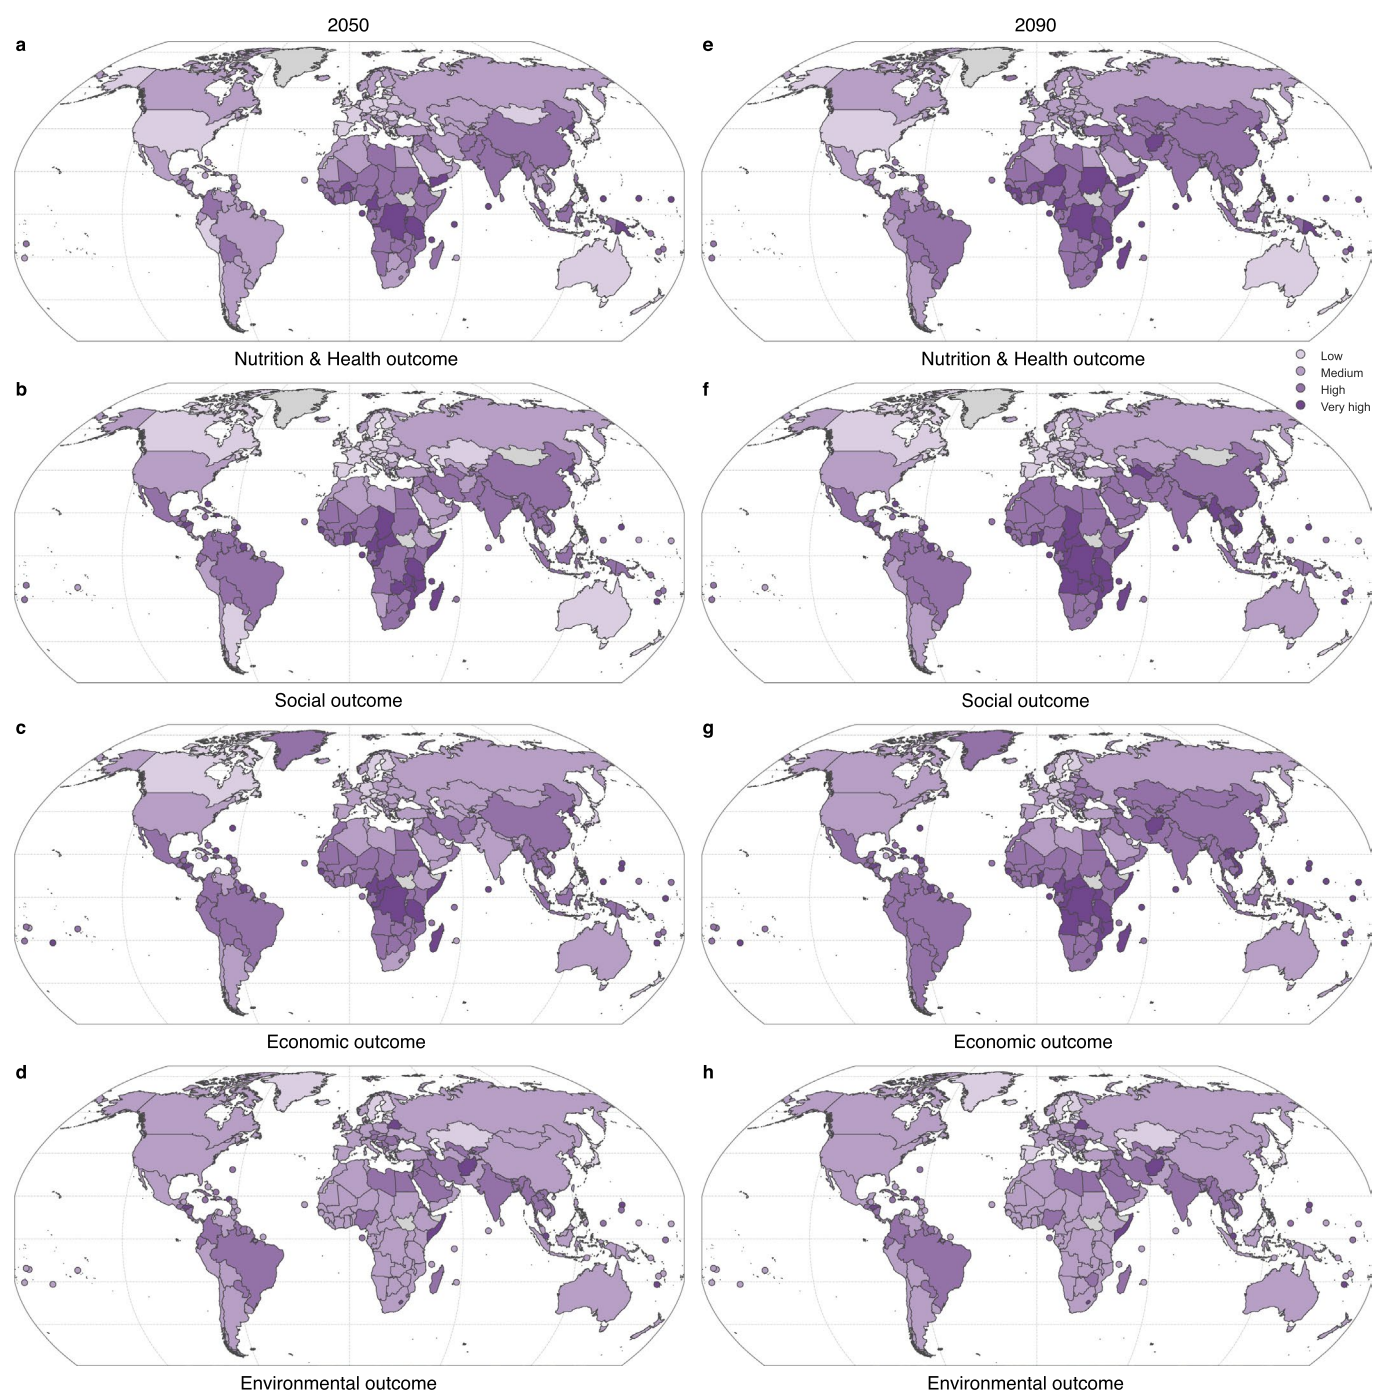 2050
2090
a
e
Nutrition & Health outcome
Nutrition & Health outcome
Low
Medium
High
Very high
b
f
Social outcome
Social outcome
c
g
Economic outcome
Economic outcome
d
h
Environmental outcome
Environmental outcome